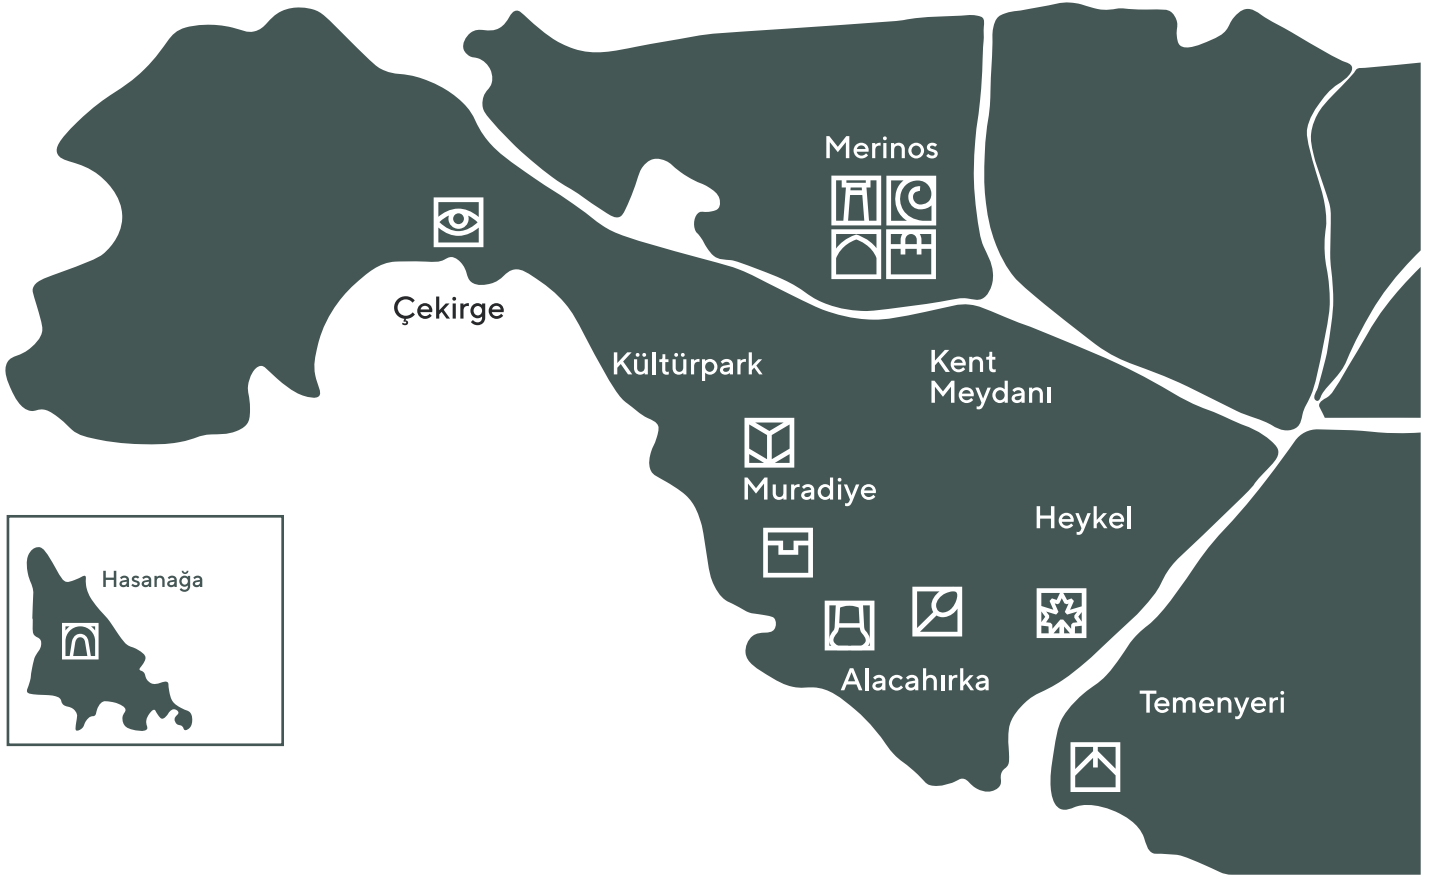 Merinos
Çekirge
Kültürpark
Kent
Meydanı
Muradiye
Heykel
Hasanağa
Alacahırka
Temenyeri